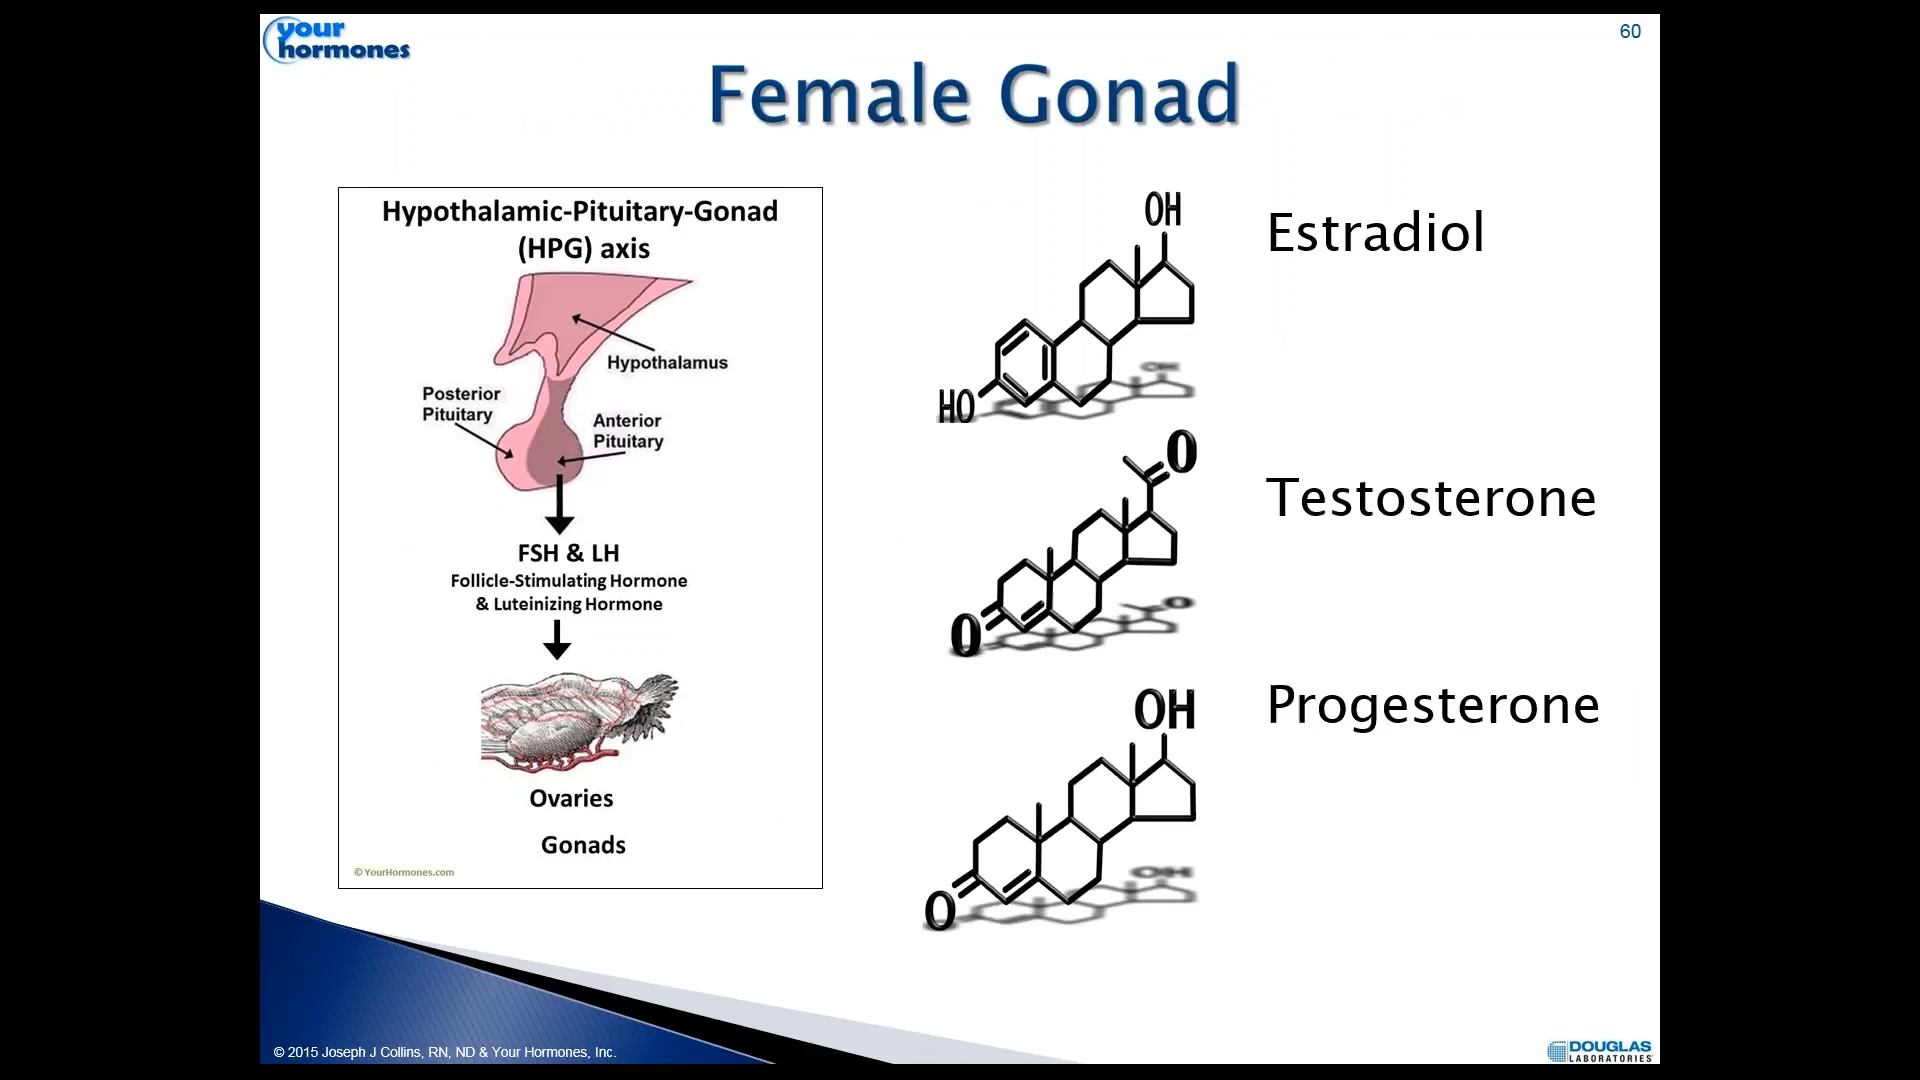 your
hormones
60
Female Gonad
Hypothalamic-Pituitary-Gonad
(HPG) axis
Hypothalamus
Posterior
Pituitary
Anterior
Pituitary
FSH & LH
Follicle-Stimulating Hormone
& Luteinizing Hormone
Ovaries
Gonads
© YourHormones.com
OH
Estradiol
HO
O
Testosterone
O
OH
Progesterone
O
© 2015 Joseph J Collins, RN, ND & Your Hormones, Inc.
DOUGLAS
LABORATORIES